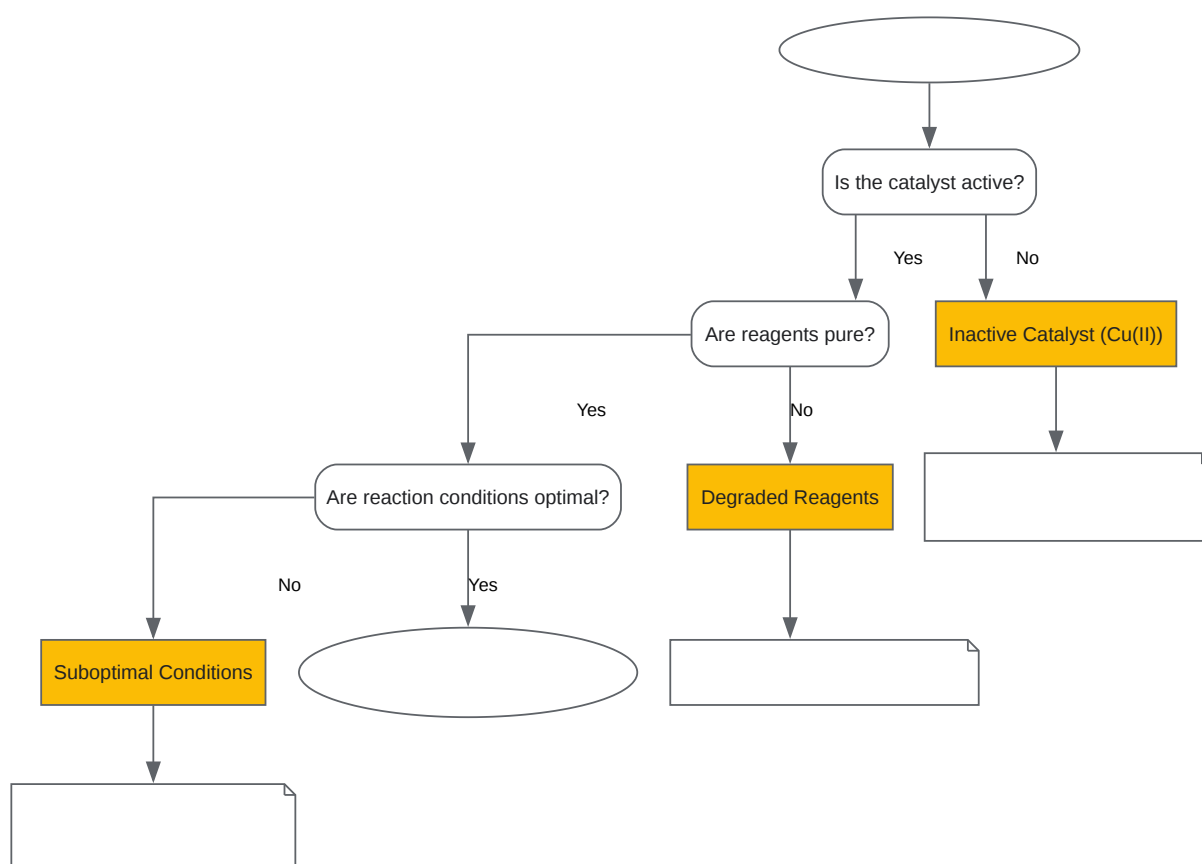 Is the catalyst active?
Yes
No
Are reagents pure?
Inactive Catalyst (Cu(II))
Yes
No
Are reaction conditions optimal?
Degraded Reagents
No
Yes
Suboptimal Conditions